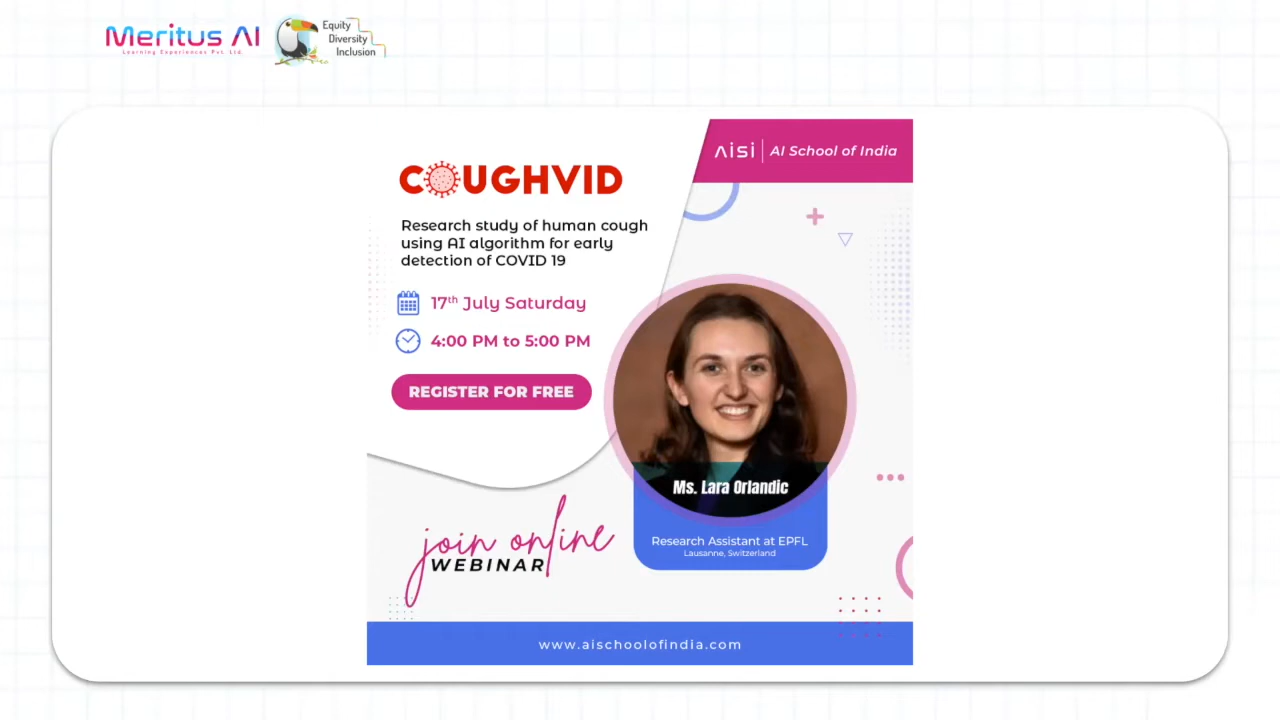 Meritus AI
Learning Experiences Pvt. Ltd.
Equity
Diversity
Inclusion
AISI | AI School of India
COUGHVID
Research study of human cough
using AI algorithm for early
detection of COVID 19
17th July Saturday
4:00 PM to 5:00 PM
REGISTER FOR FREE
Ms. Lara Orlandic
Research Assistant at EPFL
Lausanne, Switzerland
join online
WEBINAR
www.aischoolofindia.com